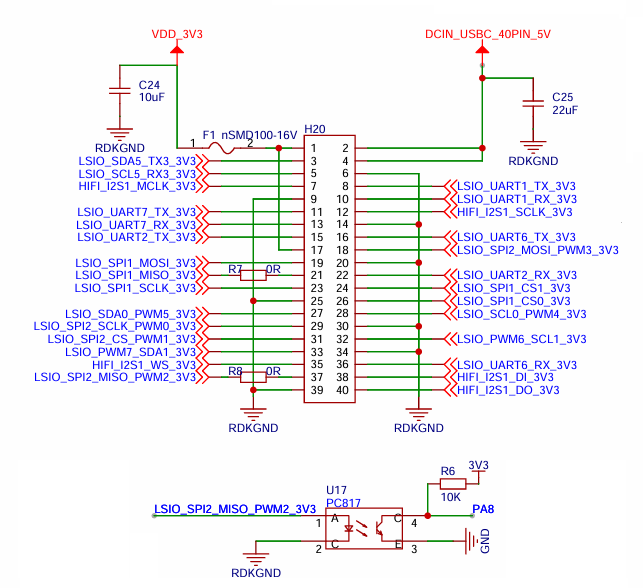 VDD_3V3 DCIN_USBC_40PIN_5V
C24
10uF
C25
22uF
RDKGND RDKGND
F1 nSMD100-16V H20
1 2
1 2
LSIO_SDA5_TX3_3V3 3 4
LSIO_SCL5_RX3_3V3 5 6
HIFI_I2S1_MCLK_3V3 7 8 LSIO_UART1_TX_3V3
9 10 LSIO_UART1_RX_3V3
LSIO_UART7_TX_3V3 11 12 HIFI_I2S1_SCLK_3V3
LSIO_UART7_RX_3V3 13 14
LSIO_UART2_TX_3V3 15 16 LSIO_UART6_TX_3V3
17 18 LSIO_SPI2_MOSI_PWM3_3V3
LSIO_SPI1_MOSI_3V3 19 20
LSIO_SPI1_MISO_3V3 R7 0R 21 22 LSIO_UART2_RX_3V3
LSIO_SPI1_SCLK_3V3 23 24 LSIO_SPI1_CS1_3V3
25 26 LSIO_SPI1_CS0_3V3
LSIO_SDA0_PWM5_3V3 27 28 LSIO_SCL0_PWM4_3V3
LSIO_SPI2_SCLK_PWM0_3V3 29 30
LSIO_SPI2_CS_PWM1_3V3 31 32 LSIO_PWM6_SCL1_3V3
LSIO_PWM7_SDA1_3V3 33 34
HIFI_I2S1_WS_3V3 35 36 LSIO_UART6_RX_3V3
LSIO_SPI2_MISO_PWM2_3V3 R8 0R 37 38 HIFI_I2S1_DI_3V3
39 40 HIFI_I2S1_DO_3V3
RDKGND RDKGND
R6 3V3
10K
U17
PC817
LSIO_SPI2_MISO_PWM2_3V3 1 A C 4 PA8
2 C E 3 GND
RDKGND